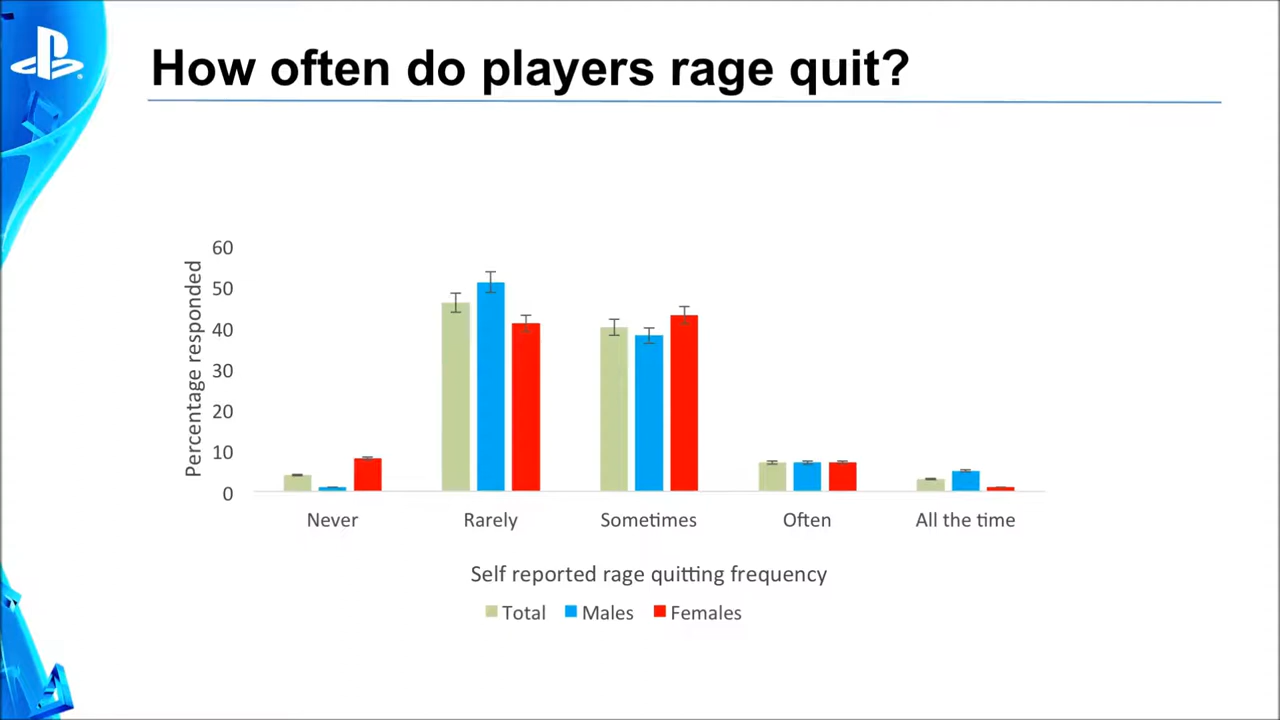 How often do players rage quit?
60
50
40
30
20
10
0
Percentage responded
Never Rarely Sometimes Often All the time
Self reported rage quitting frequency
Total Males Females